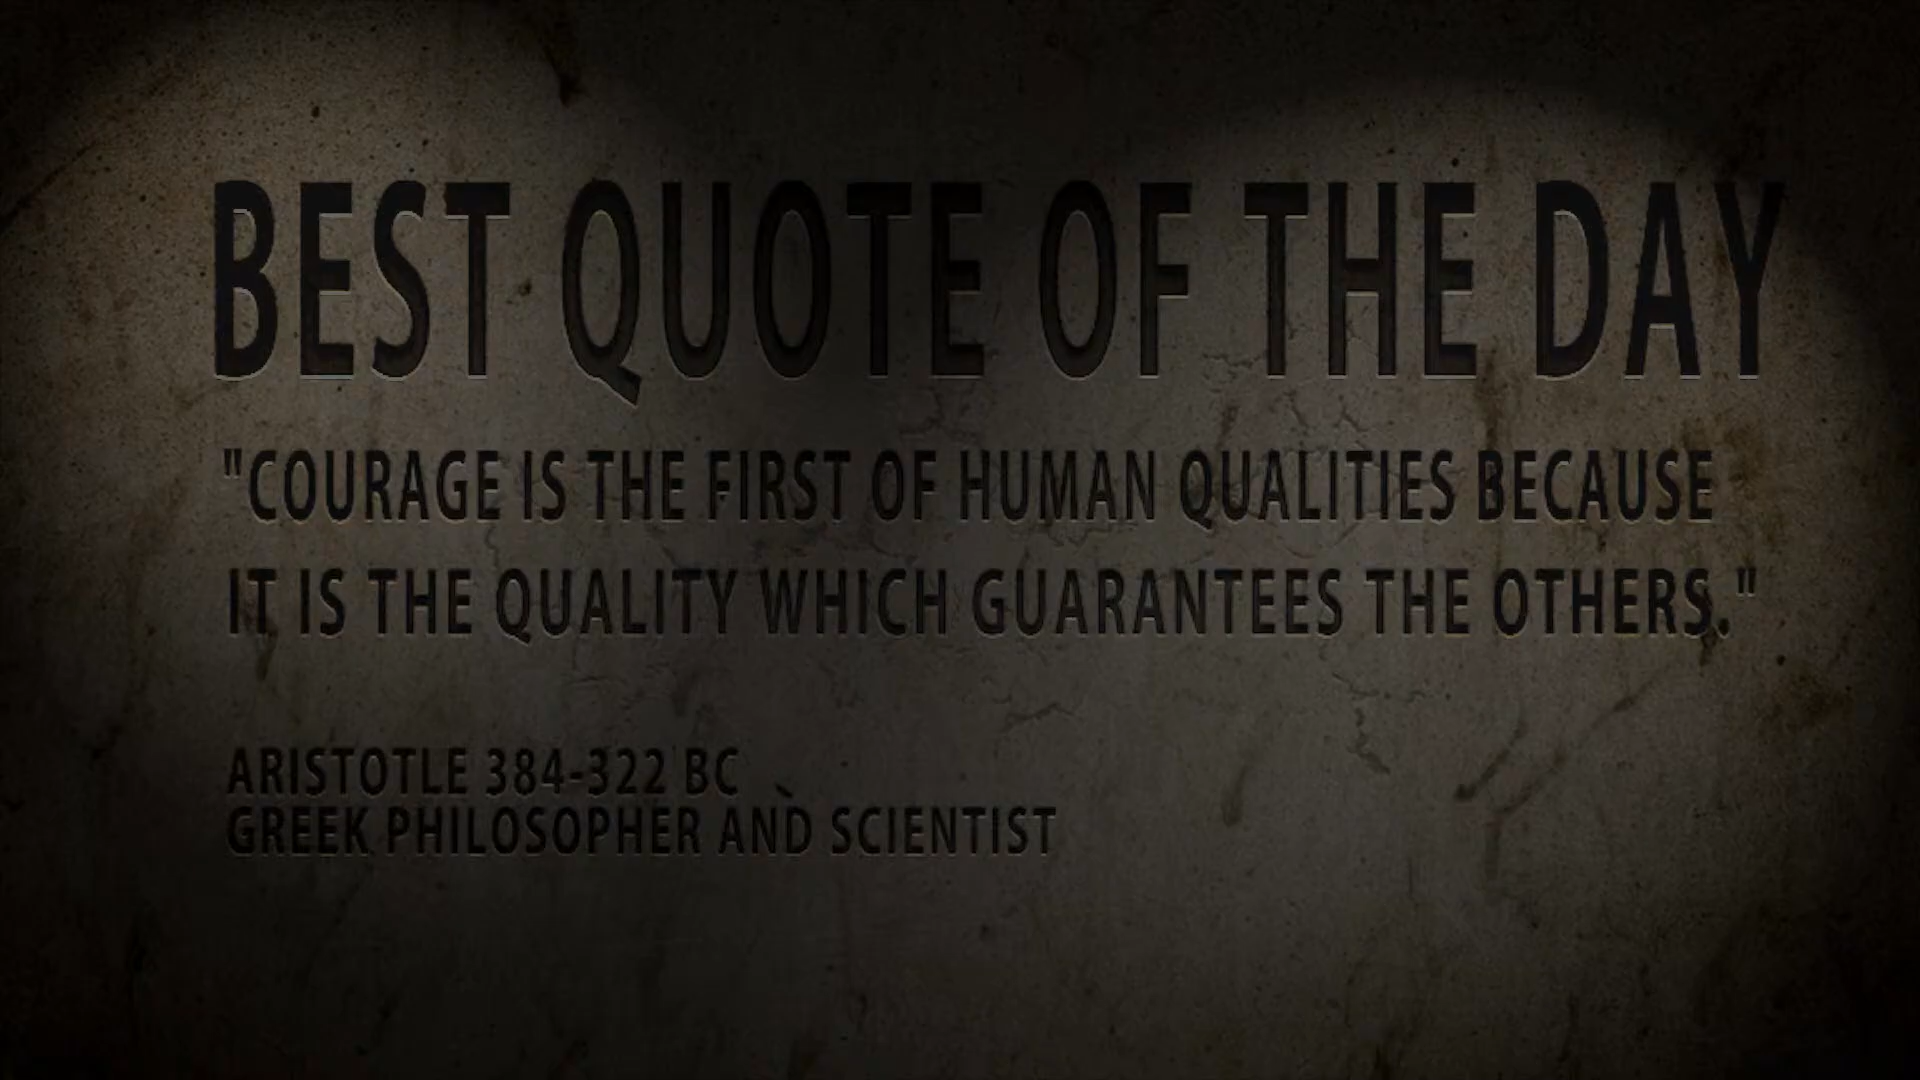 BEST QUOTE OF THE DAY
"COURAGE IS THE FIRST OF HUMAN QUALITIES BECAUSE
IT IS THE QUALITY WHICH GUARANTEES THE OTHERS."
ARISTOTLE 384-322 BC
GREEK PHILOSOPHER AND SCIENTIST